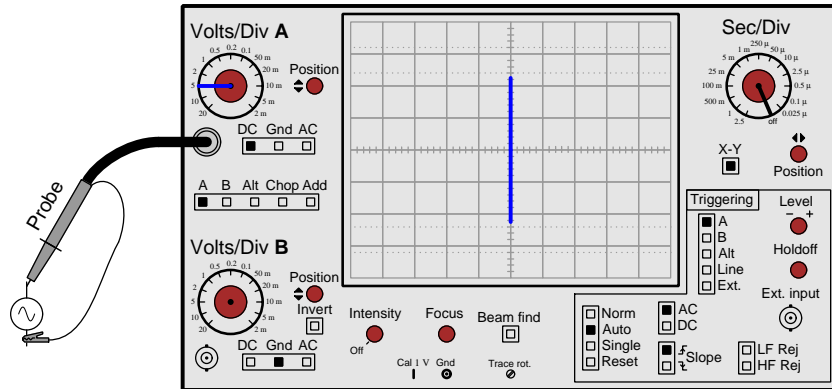 Volts/Div A
0.5 0.2 0.1
1 50 m
2 20 m
5 10 m
10 5 m
20 2 m
Position
DC Gnd AC
A B Alt Chop Add
Probe
Volts/Div B
0.5 0.2 0.1
1 50 m
2 20 m
5 10 m
10 5 m
20 2 m
Position
Invert
DC Gnd AC
Intensity
Off
Focus
Beam find
Cal 1 V Gnd Trace rot.
Sec/Div
250 µ
1 m 50 µ
5 m 10 µ
25 m 2.5 µ
100 m 0.5 µ
500 m 0.1 µ
1 0.025 µ
2.5 off
X-Y
Position
Triggering
A
B
Alt
Line
Ext.
Level
− +
Holdoff
Ext. input
Norm
Auto
Single
Reset
AC
DC
Slope
LF Rej
HF Rej